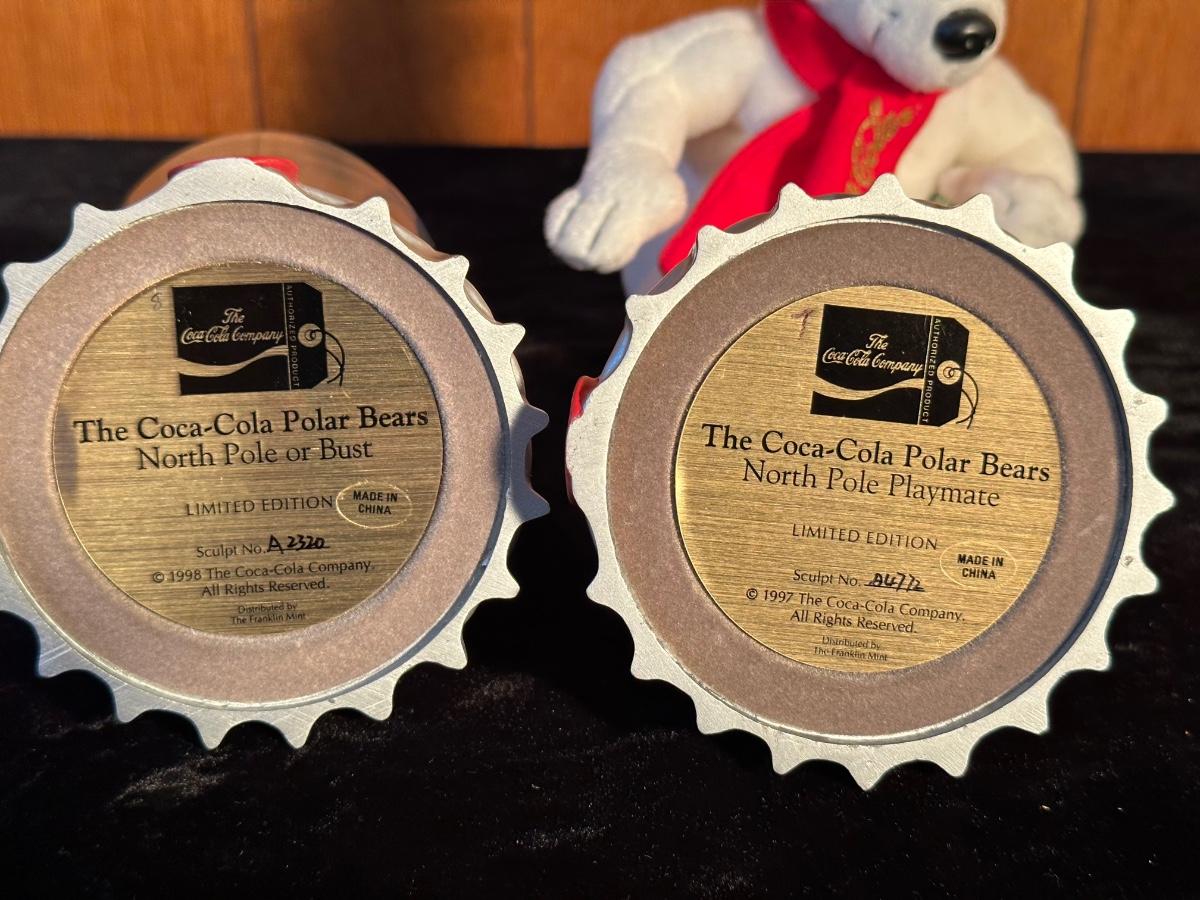 The
Coca-Cola Company
AUTHORIZED PRODUCT
The Coca-Cola Polar Bears
North Pole or Bust
LIMITED EDITION
MADE IN
CHINA
Sculpt No. A 2320
© 1998 The Coca-Cola Company.
All Rights Reserved.
Distributed by
The Franklin Mint
The
Coca-Cola Company
AUTHORIZED PRODUCT
The Coca-Cola Polar Bears
North Pole Playmate
LIMITED EDITION
MADE IN
CHINA
Sculpt No.
© 1997 The Coca-Cola Company.
All Rights Reserved.
Distributed by
The Franklin Mint